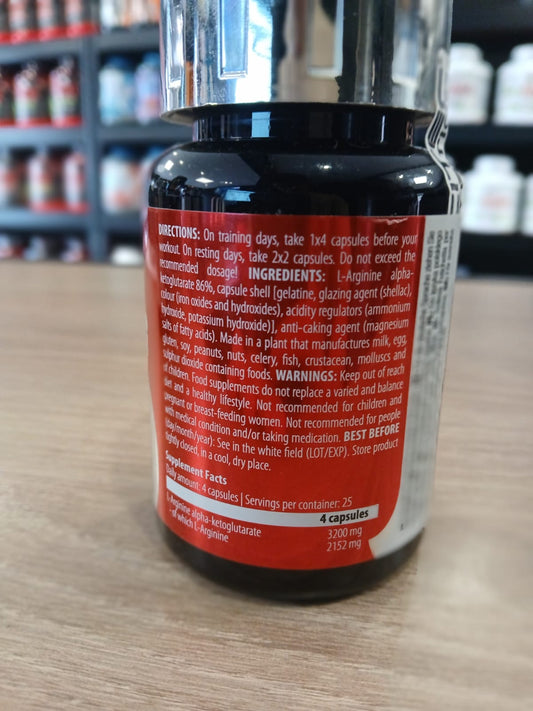 DIRECTIONS: On training days, take 1x4 capsules before your
workout. On resting days, take 2x2 capsules. Do not exceed the
recommended dosage! INGREDIENTS: L-Arginine alpha-
ketoglutarate 86%, capsule shell [gelatine, glazing agent (shellac),
colour (iron oxides and hydroxides), acidity regulators (ammonium
hydroxide, potassium hydroxide)], anti-caking agent (magnesium
salts of fatty acids). Made in a plant that manufactures milk, egg,
gluten, soy, peanuts, nuts, celery, fish, crustacean, molluscs and
sulphur dioxide containing foods. WARNINGS: Keep out of reach
of children. Food supplements do not replace a varied and balance
diet and a healthy lifestyle. Not recommended for children and
pregnant or breast-feeding women. Not recommended for people
with medical condition and/or taking medication. BEST BEFORE
(day/month/year): See in the white field (LOT/EXP). Store product
tightly closed, in a cool, dry place.
Supplement Facts
Daily amount: 4 capsules | Servings per container: 25
4 capsules
L-Arginine alpha-ketoglutarate 3200 mg
- of which L-Arginine 2152 mg